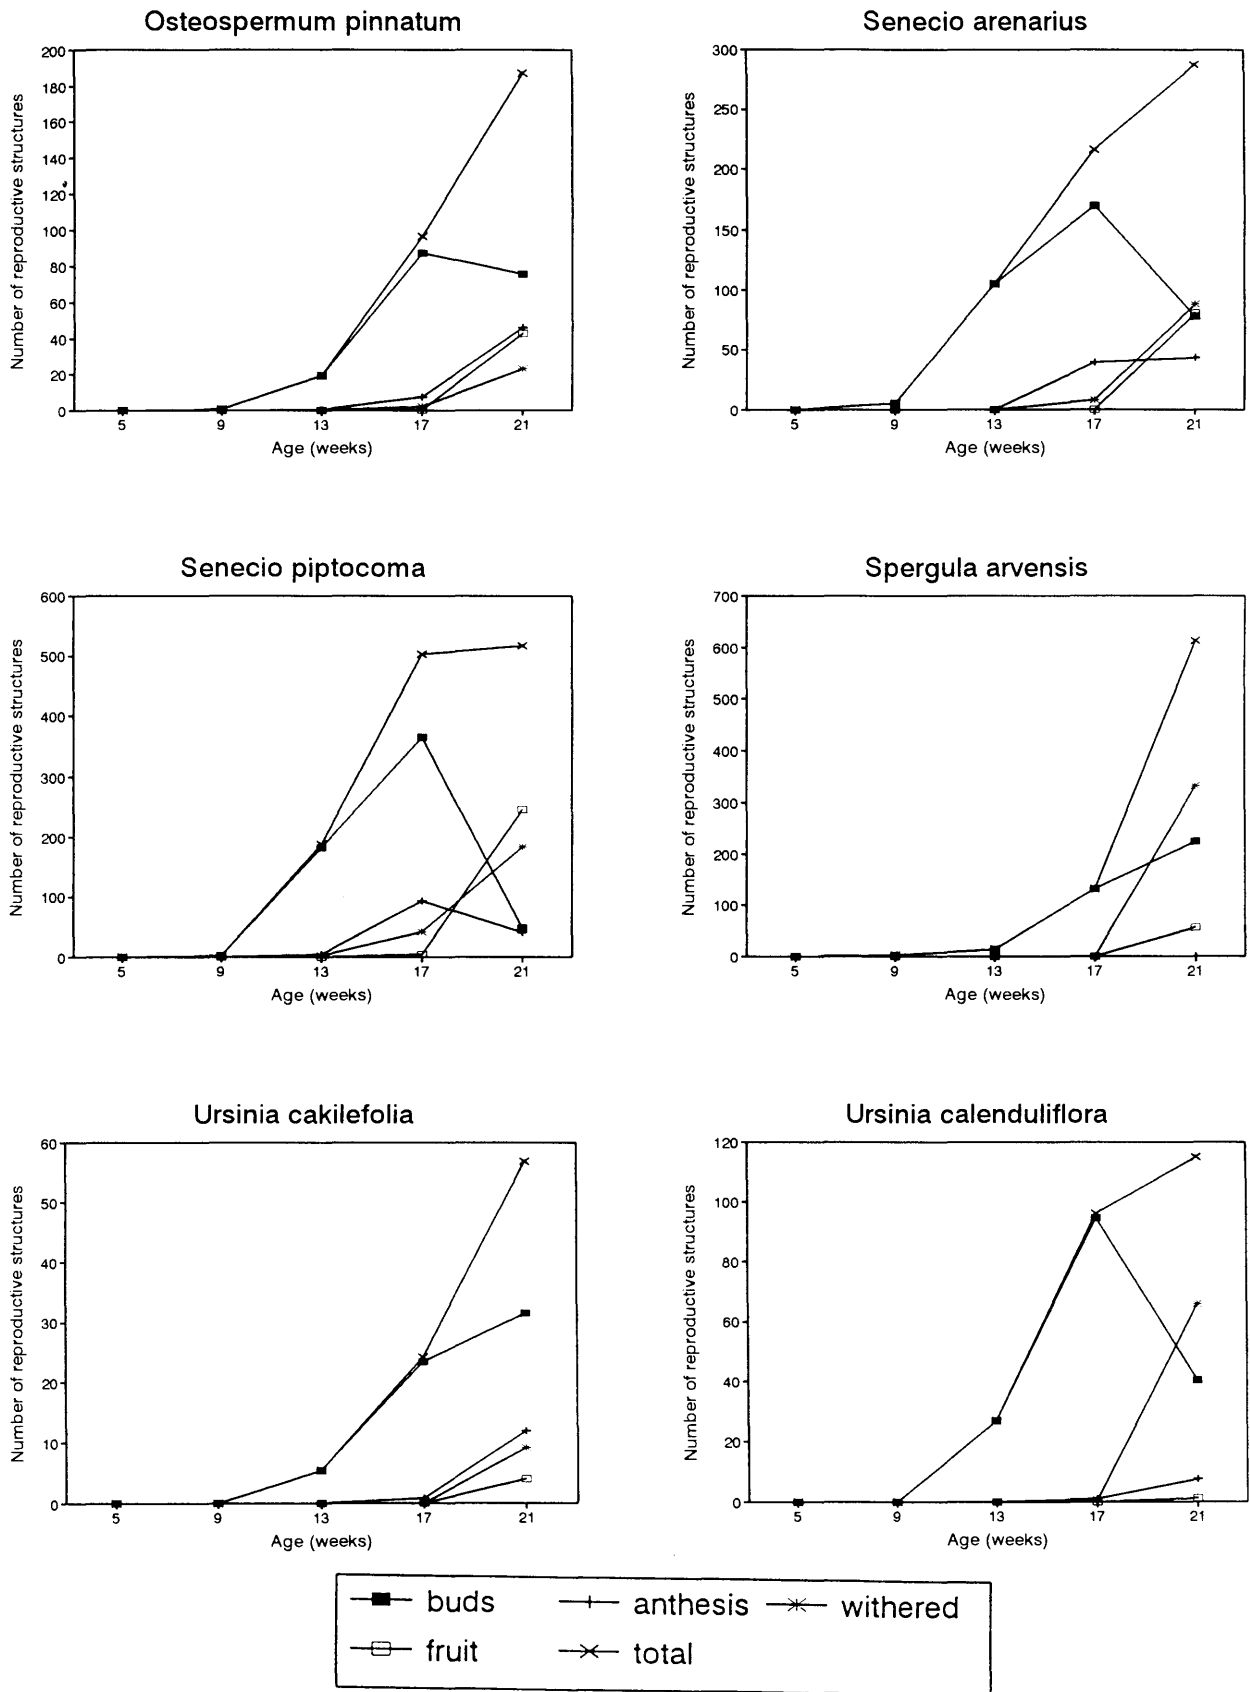 Osteospermum pinnatum
Number of reproductive structures
200
180
160
140
120
100
80
60
40
20
0
5 9 13 17 21
Age (weeks)
Senecio arenarius
Number of reproductive structures
300
250
200
150
100
50
0
5 9 13 17 21
Age (weeks)
Senecio piptocoma
Number of reproductive structures
600
500
400
300
200
100
0
5 9 13 17 21
Age (weeks)
Spergula arvensis
Number of reproductive structures
700
600
500
400
300
200
100
0
5 9 13 17 21
Age (weeks)
Ursinia cakilefolia
Number of reproductive structures
60
50
40
30
20
10
0
5 9 13 17 21
Age (weeks)
Ursinia calenduliflora
Number of reproductive structures
120
100
80
60
40
20
0
5 9 13 17 21
Age (weeks)
buds anthesis withered
fruit total